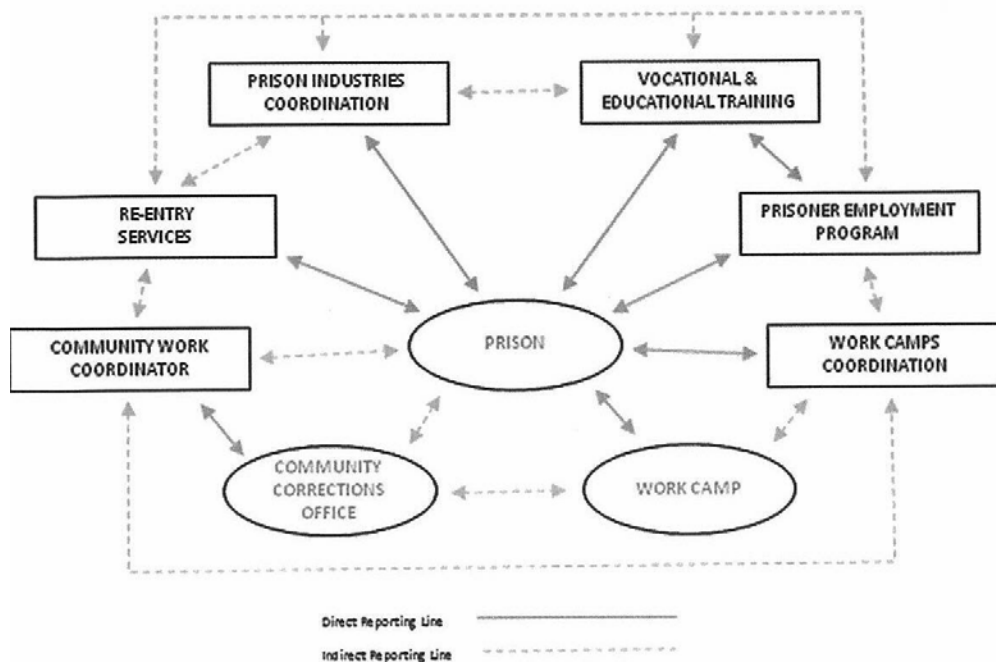 PRISON INDUSTRIES
COORDINATION
VOCATIONAL &
EDUCATIONAL TRAINING
RE-ENTRY
SERVICES
PRISONER EMPLOYMENT
PROGRAM
PRISON
COMMUNITY WORK
COORDINATOR
WORK CAMPS
COORDINATION
COMMUNITY
CORRECTIONS
OFFICE
WORK CAMP
Direct Reporting Line
Indirect Reporting Line